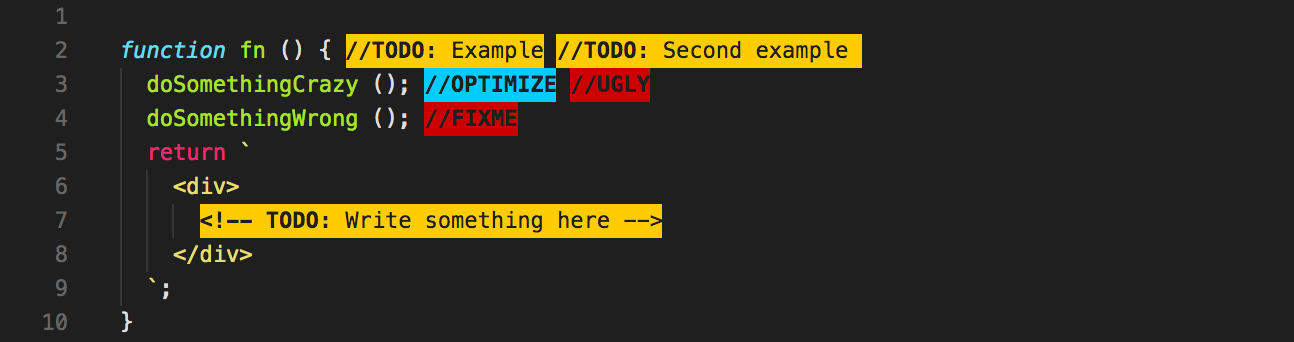 1
2 function fn () { //TODO: Example //TODO: Second example
3 doSomethingCrazy (); //OPTIMIZE //UGLY
4 doSomethingWrong (); //FIXME
5 return `
6 <div>
7 <!-- TODO: Write something here -->
8 </div>
9 `;
10 }